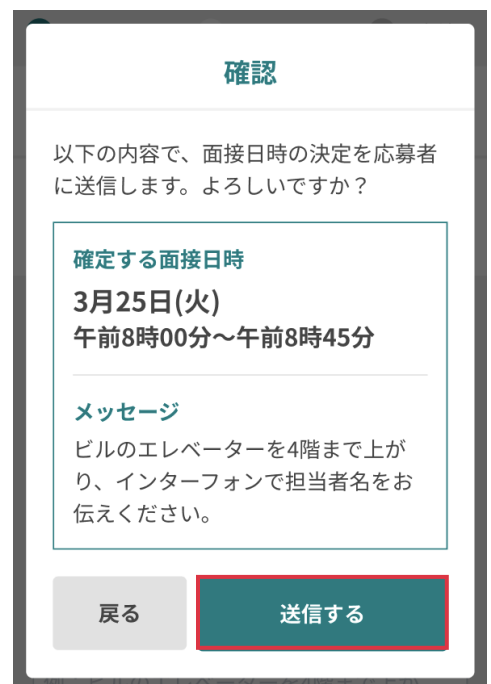 確認
以下の内容で、面接日時の決定を応募者
に送信します。よろしいですか？
確定する面接日時
3月25日(火)
午前8時00分～午前8時45分
メッセージ
ビルのエレベーターを4階まで上が
り、インターフォンで担当者名をお
伝えください。
戻る
送信する